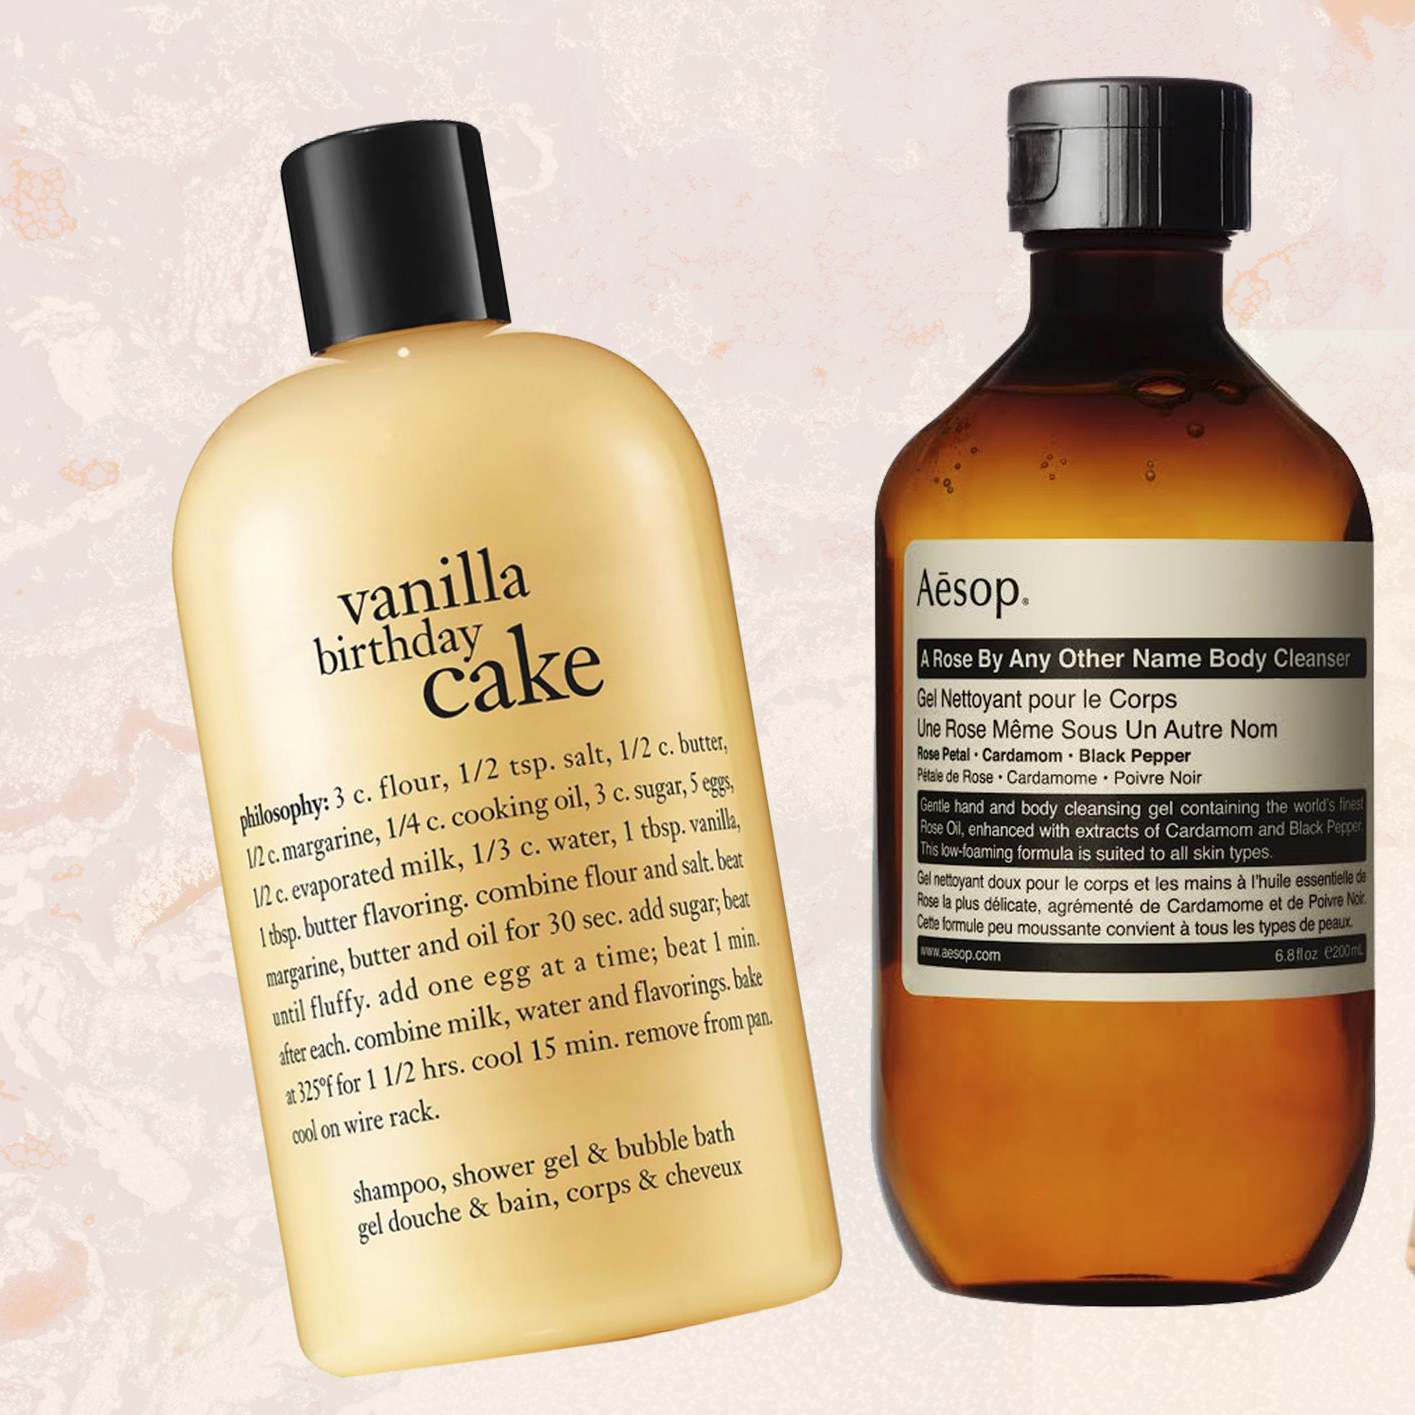 vanilla
birthday
cake
philosophy: 3 c. flour, 1/2 tsp. salt, 1/2 c. butter,
1/2 c. margarine, 1/4 c. cooking oil, 3 c. sugar, 5 eggs,
1/2 c. evaporated milk, 1/3 c. water, 1 tbsp. vanilla,
1 tbsp. butter flavoring. combine flour and salt. beat
margarine, butter and oil for 30 sec. add sugar; beat
until fluffy. add one egg at a time; beat 1 min.
after each. combine milk, water and flavorings. bake
at 325°f for 1 1/2 hrs. cool 15 min. remove from pan.
cool on wire rack.
shampoo, shower gel & bubble bath
gel douche & bain, corps & cheveux
Aēsop®
A Rose By Any Other Name Body Cleanser
Gel Nettoyant pour le Corps
Une Rose Même Sous Un Autre Nom
Rose Petal · Cardamom · Black Pepper
Pétale de Rose · Cardamome · Poivre Noir
Gentle hand and body cleansing gel containing the world's finest
Rose Oil, enhanced with extracts of Cardamom and Black Pepper.
This low-foaming formula is suited to all skin types.
Gel nettoyant doux pour le corps et les mains à l'huile essentielle de
Rose la plus délicate, agrémenté de Cardamome et de Poivre Noir.
Cette formule peu moussante convient à tous les types de peaux.
www.aesop.com 6.8 fl oz ℮200 mL